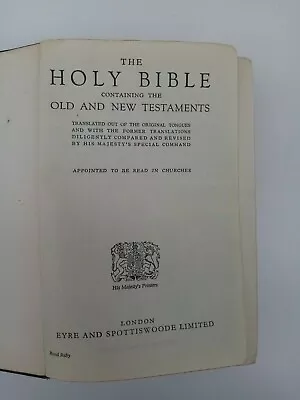 THE
HOLY BIBLE
CONTAINING THE
OLD AND NEW TESTAMENTS
TRANSLATED OUT OF THE ORIGINAL TONGUES
AND WITH THE FORMER TRANSLATIONS
DILIGENTLY COMPARED AND REVISED
BY HIS MAJESTY'S SPECIAL COMMAND
APPOINTED TO BE READ IN CHURCHES
His Majesty's Printers
LONDON
EYRE AND SPOTTISWOODE LIMITED
Royal Ruby